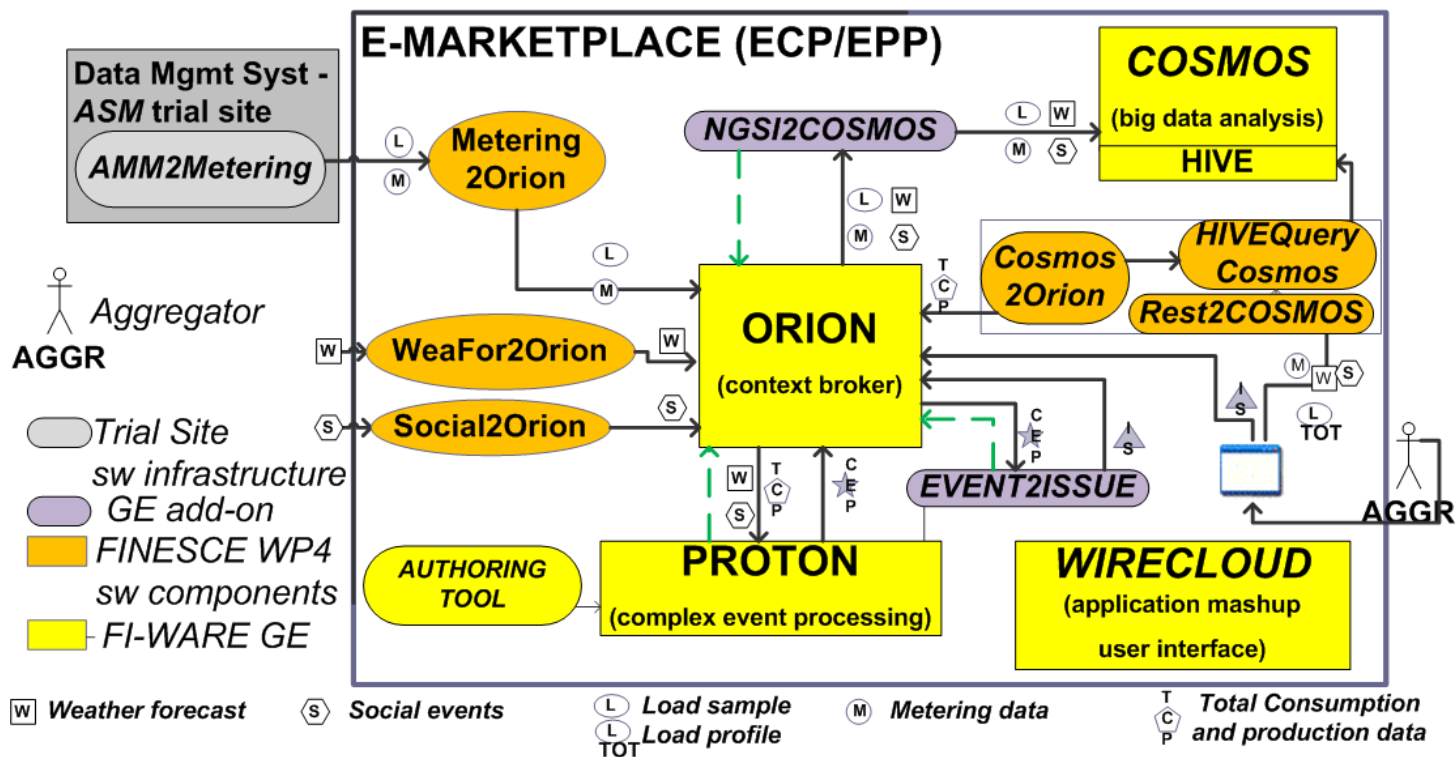 E-MARKETPLACE (ECP/EPP)
Data Mgmt Syst -
ASM trial site
AMM2Metering
L
M
Metering
2Orion
NGSI2COSMOS
L W
M S
COSMOS
(big data analysis)
HIVE
L W
M S
L
M
HIVEQuery
Cosmos
Cosmos
2Orion
Rest2COSMOS
T
C
P
Aggregator
AGGR
W
WeaFor2Orion
W
ORION
(context broker)
M W S
L
TOT
S
Social2Orion
S
I
S
I
S
C
E
P
AGGR
EVENT2ISSUE
W
S
T
C
P
C
E
P
Trial Site
sw infrastructure
GE add-on
FINESCE WP4
sw components
FI-WARE GE
AUTHORING
TOOL
PROTON
(complex event processing)
WIRECLOUD
(application mashup
user interface)
W Weather forecast
S Social events
L Load sample
L Load profile
TOT
M Metering data
T
C
P
Total Consumption
and production data